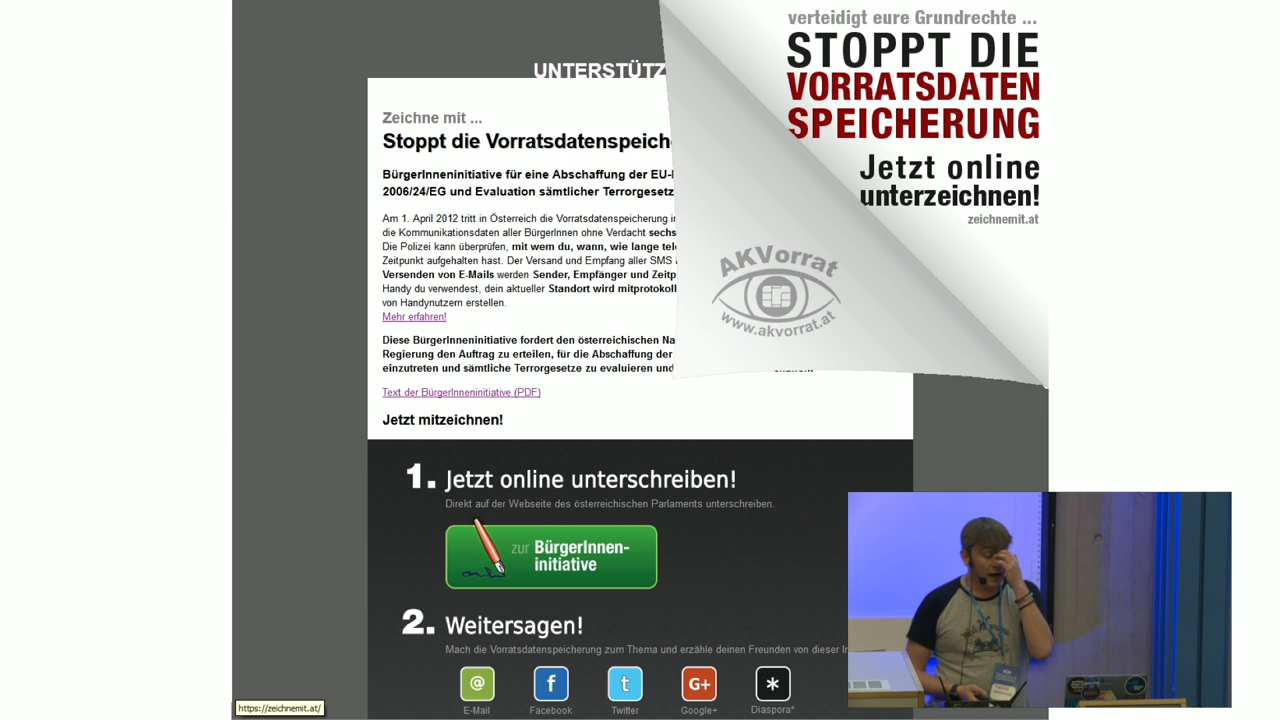 verteidigt eure Grundrechte ...
STOPPT DIE
VORRATSDATEN
SPEICHERUNG
Jetzt online
unterzeichnen!
zeichnemit.at
AKVorrat
www.akvorrat.at
UNTERSTÜTZ
Zeichne mit ...
Stoppt die Vorratsdatenspeiche
BürgerInneninitiative für eine Abschaffung der EU-
2006/24/EG und Evaluation sämtlicher Terrorgesetz
Am 1. April 2012 tritt in Österreich die Vorratsdatenspeicherung in
die Kommunikationsdaten aller BürgerInnen ohne Verdacht sechs
Die Polizei kann überprüfen, mit wem du, wann, wie lange tele
Zeitpunkt aufgehalten hast. Der Versand und Empfang aller SMS
Versenden von E-Mails werden Sender, Empfänger und Zeitp
Handy du verwendest, dein aktueller Standort wird mitprotokoll
von Handynutzern erstellen.
Mehr erfahren!
Diese BürgerInneninitiative fordert den österreichischen Na
Regierung den Auftrag zu erteilen, für die Abschaffung der
einzutreten und sämtliche Terrorgesetze zu evaluieren und
Text der BürgerInneninitiative (PDF)
Jetzt mitzeichnen!
1. Jetzt online unterschreiben!
Direkt auf der Webseite des österreichischen Parlaments unterschreiben.
zur BürgerInnen-
initiative
2. Weitersagen!
Mach die Vorratsdatenspeicherung zum Thema und erzähle deinen Freunden von dieser
@ f t G+ *
E-Mail Facebook Twitter Google+ Diaspora*
https://zeichnemit.at/